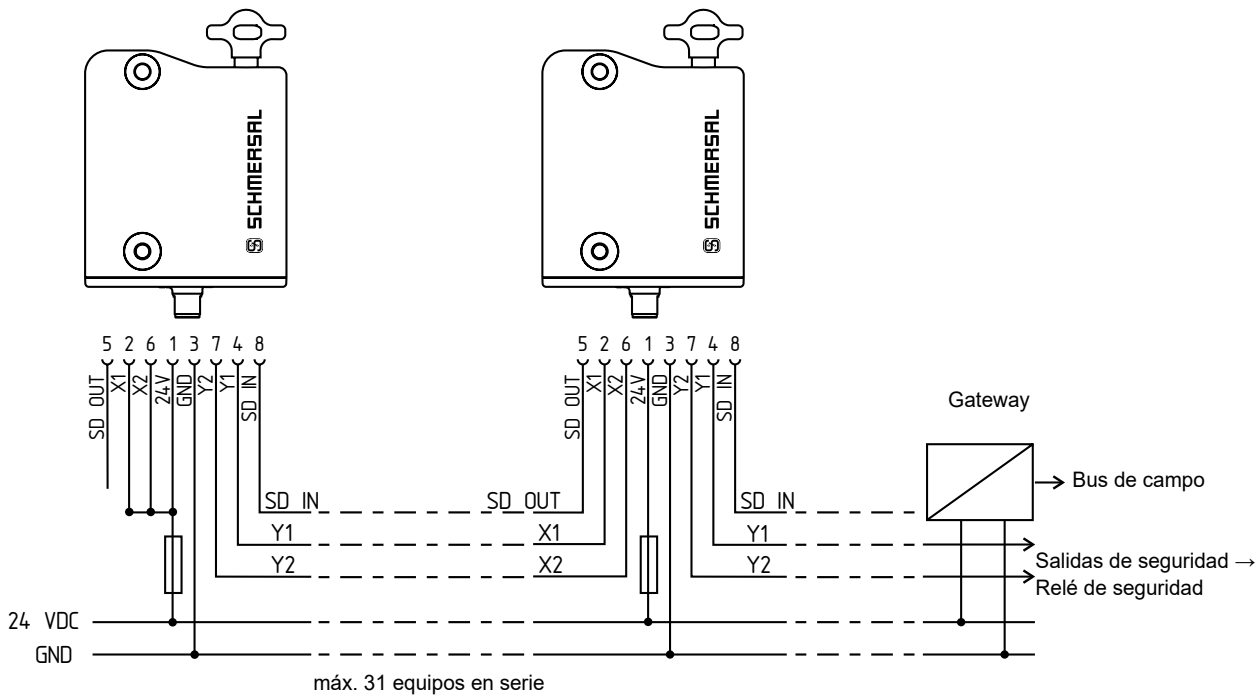 SCHMERSAL
SCHMERSAL
5 2 6 1 3 7 4 8
5 2 6 1 3 7 4 8
SD OUT
X1
X2
24V
GND
Y2
Y1
SD IN
SD OUT
X1
X2
24V
GND
Y2
Y1
SD IN
Gateway
Bus de campo
SD IN
SD OUT
SD IN
Y1
X1
Y1
Y2
X2
Y2
Salidas de seguridad →
Relé de seguridad
24 VDC
GND
máx. 31 equipos en serie